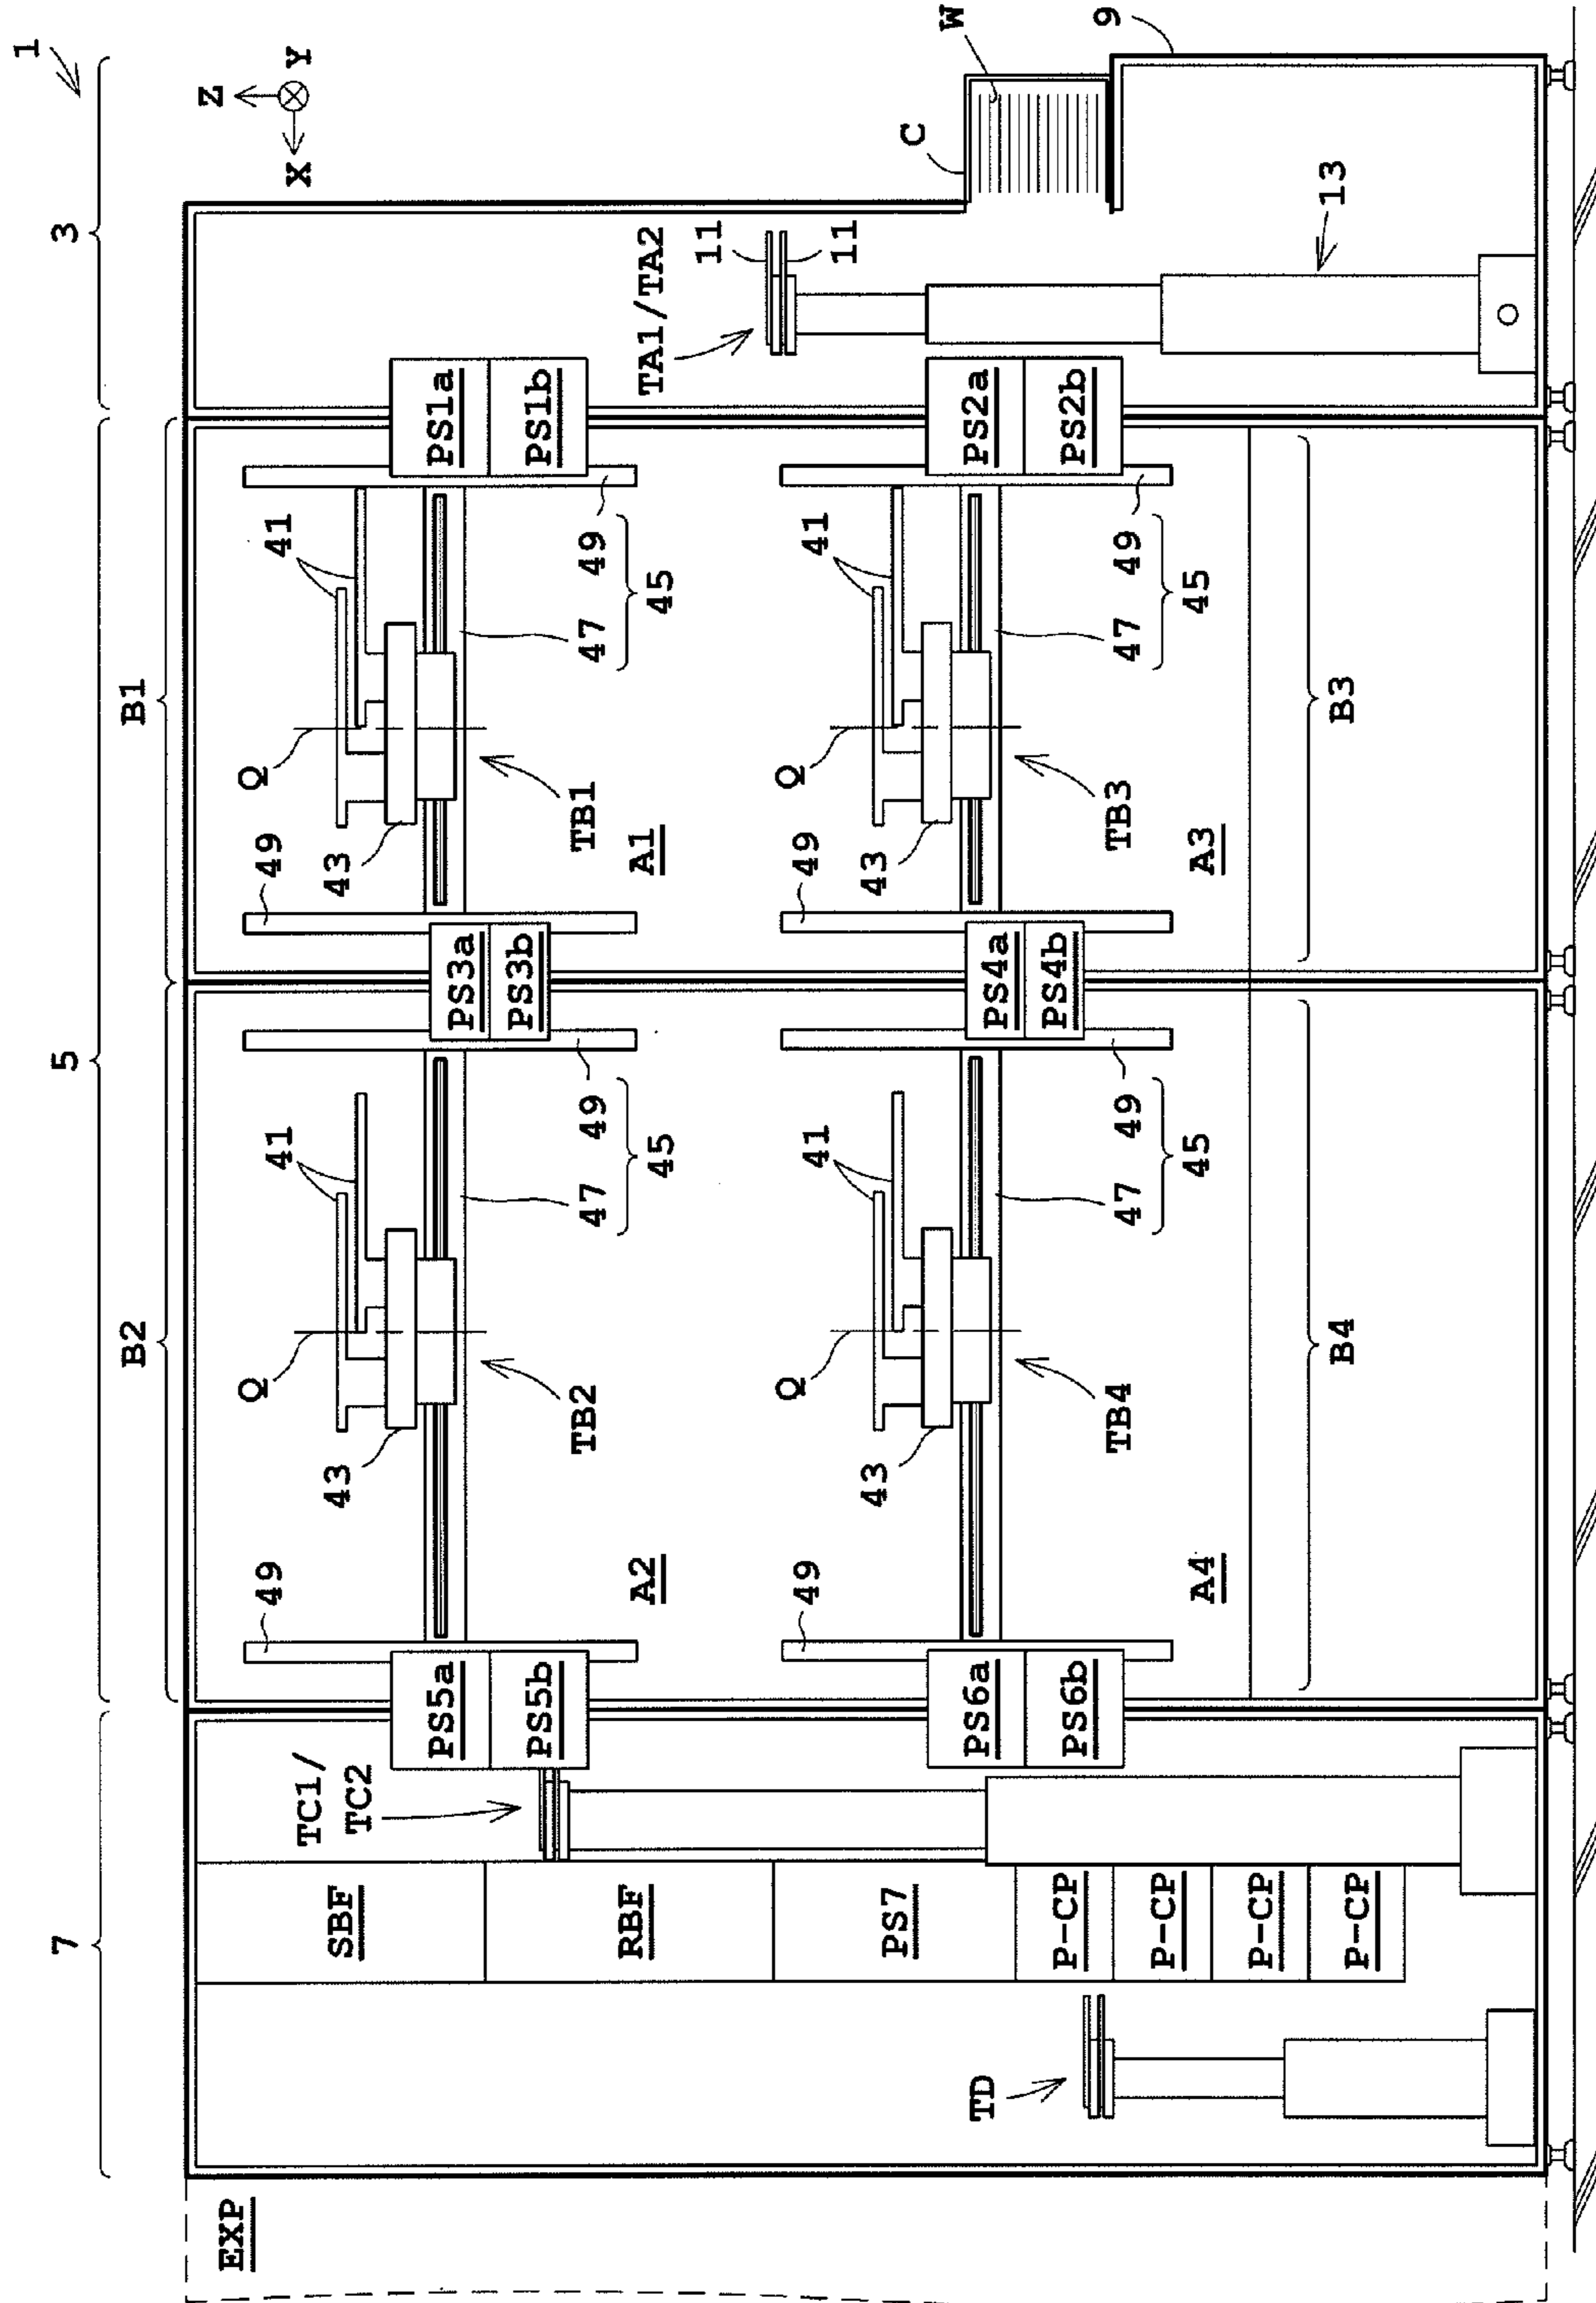 1
3
5
7
B1
B2
Z
X
Y
EXP
SBF
RBF
PS7
P-CP
P-CP
P-CP
P-CP
TC1/
TC2
TD
PS5a
PS5b
PS6a
PS6b
49
Q
41
43
TB2
47
49
45
A2
PS3a
PS3b
49
Q
41
43
TB1
47
49
45
A1
PS1a
PS1b
49
Q
41
43
TB4
47
49
45
A4
PS4a
PS4b
49
Q
41
43
TB3
47
49
45
A3
PS2a
PS2b
B4
B3
TA1/TA2
11
11
C
W
9
13